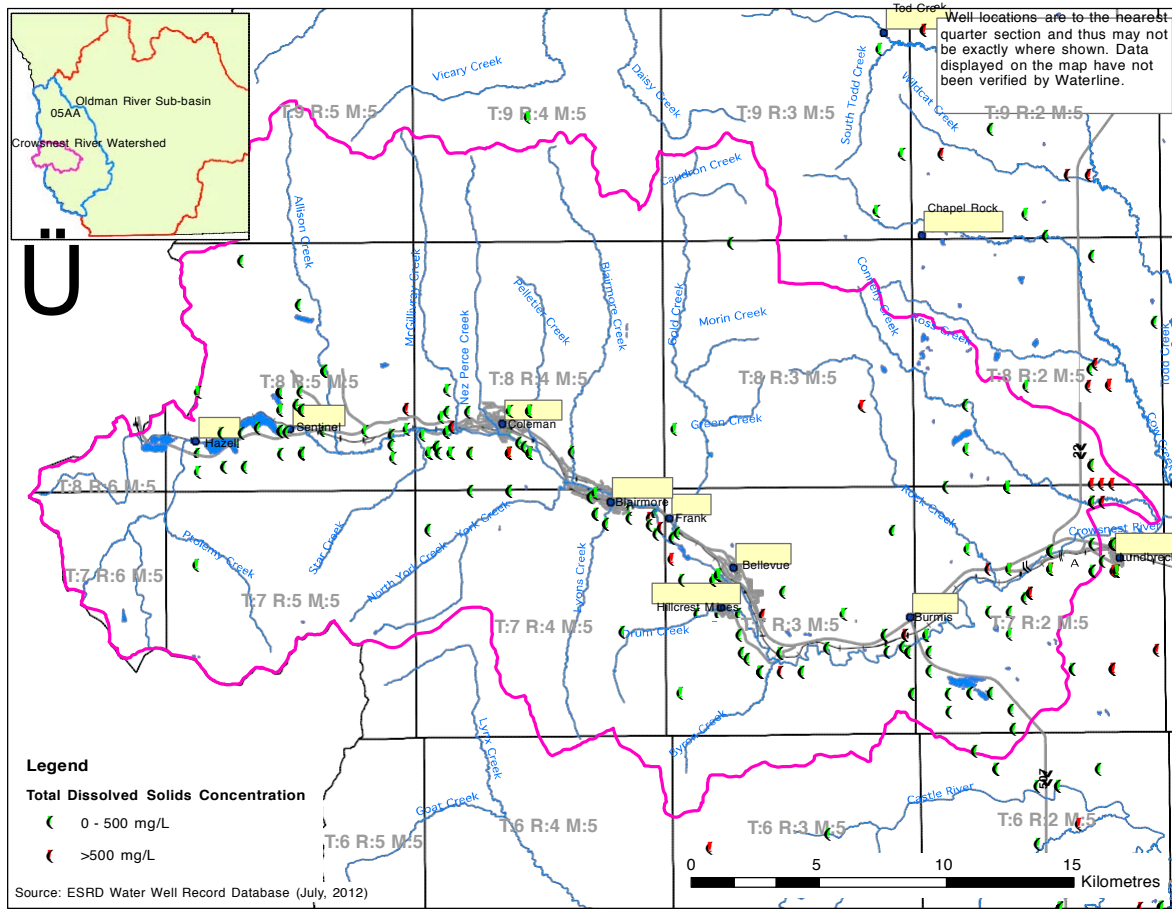 Tod Creek
Well locations are to the nearest
quarter section and thus may not
be exactly where shown. Data
displayed on the map have not
been verified by Waterline.
Oldman River Sub-basin
05AA
Crowsnest River Watershed
Ü
Vicary Creek
Daisy Creek
South Todd Creek
Wildcat Creek
T:9 R:5 M:5
T:9 R:4 M:5
T:9 R:3 M:5
T:9 R:2 M:5
Caudron Creek
Chapel Rock
Allison Creek
McGillivray Creek
Nez Perce Creek
Pelletier Creek
Blairmore Creek
Gold Creek
Morin Creek
Connelly Creek
Ross Creek
Cow Creek
T:8 R:5 M:5
T:8 R:4 M:5
T:8 R:3 M:5
T:8 R:2 M:5
Green Creek
Hazell
Sentinel
Coleman
22
T:8 R:6 M:5
Blairmore
Frank
Rock Creek
Crowsnest River
Lundbreck
A
Ptolemy Creek
Star Creek
York Creek
North York Creek
Lyons Creek
Bellevue
Hillcrest Mines
Burmis
T:7 R:6 M:5
T:7 R:5 M:5
T:7 R:4 M:5
T:7 R:3 M:5
T:7 R:2 M:5
Drum Creek
Byron Creek
Lynx Creek
Goat Creek
Castle River
507
T:6 R:5 M:5
T:6 R:4 M:5
T:6 R:3 M:5
T:6 R:2 M:5
Legend
Total Dissolved Solids Concentration
0 - 500 mg/L
>500 mg/L
Source: ESRD Water Well Record Database (July, 2012)
0 5 10 15
Kilometres